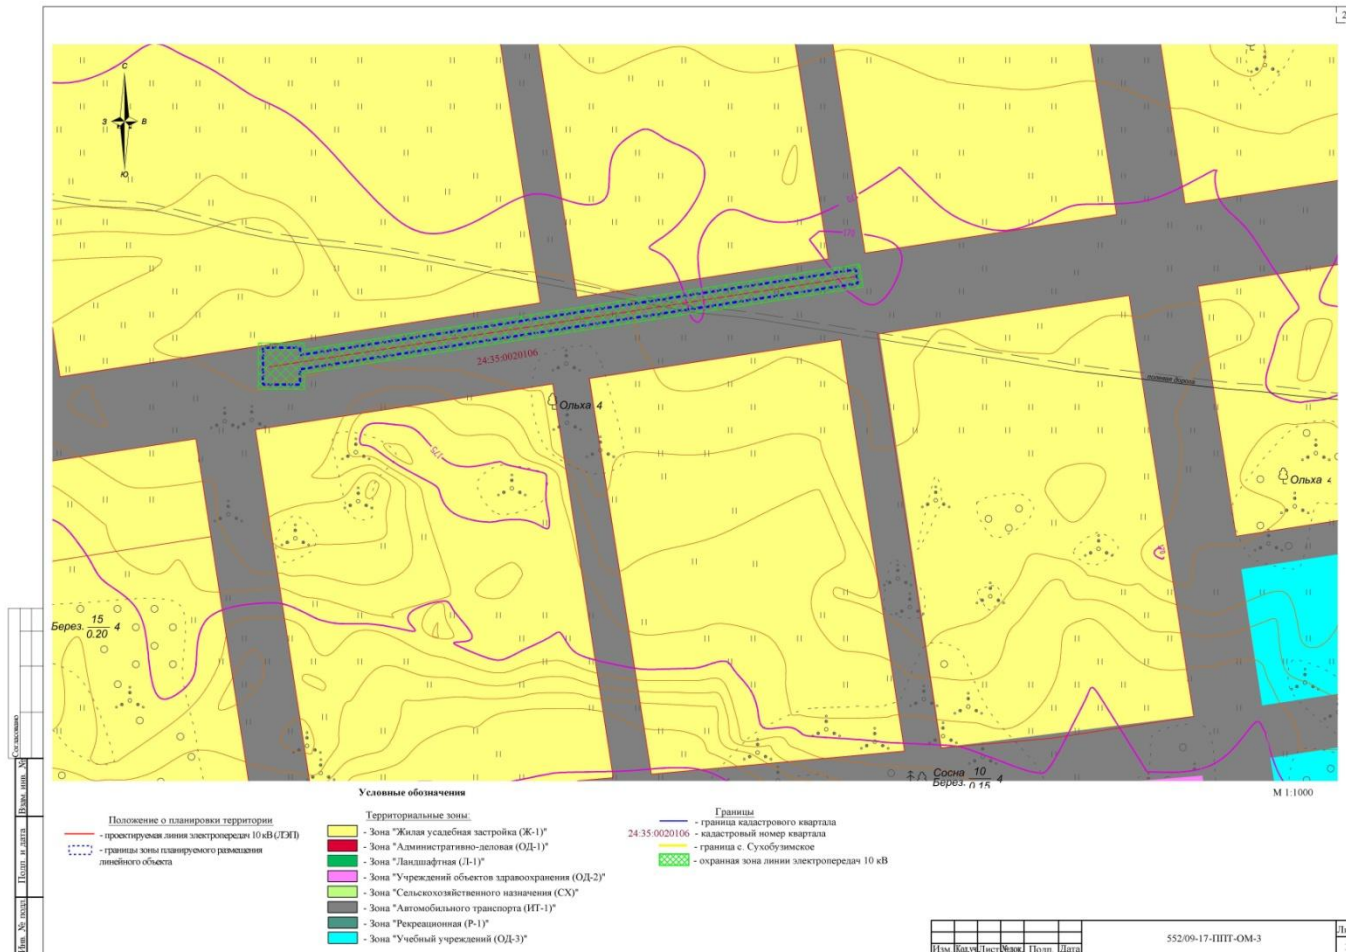 2
С
З
В
Ю
175
24:35:0020106
полевая дорога
Ольха 4
175
Ольха 4
Берез. 15/0.20 4
Сосна 10
Берез. 0.15 4
М 1:1000
Условные обозначения
Положение о планировки территории
- проектируемая линия электропередач 10 кВ (ЛЭП)
- границы зоны планируемого размещения
линейного объекта
Территориальные зоны:
- Зона "Жилая усадебная застройка (Ж-1)"
- Зона "Административно-деловая (ОД-1)"
- Зона "Ландшафтная (Л-1)"
- Зона "Учреждений объектов здравоохранения (ОД-2)"
- Зона "Сельскохозяйственного назначения (СХ)"
- Зона "Автомобильного транспорта (ИТ-1)"
- Зона "Рекреационная (Р-1)"
- Зона "Учебный учреждений (ОД-3)"
Границы
- граница кадастрового квартала
24:35:0020106 - кадастровый номер квартала
- граница с. Сухобузимское
- охранная зона линии электропередач 10 кВ
Согласовано
Взам. инв. №
Подп. и дата
Инв. № подл.
552/09-17-ППТ-ОМ-3
Изм. Кол.уч Лист №док. Подп. Дата